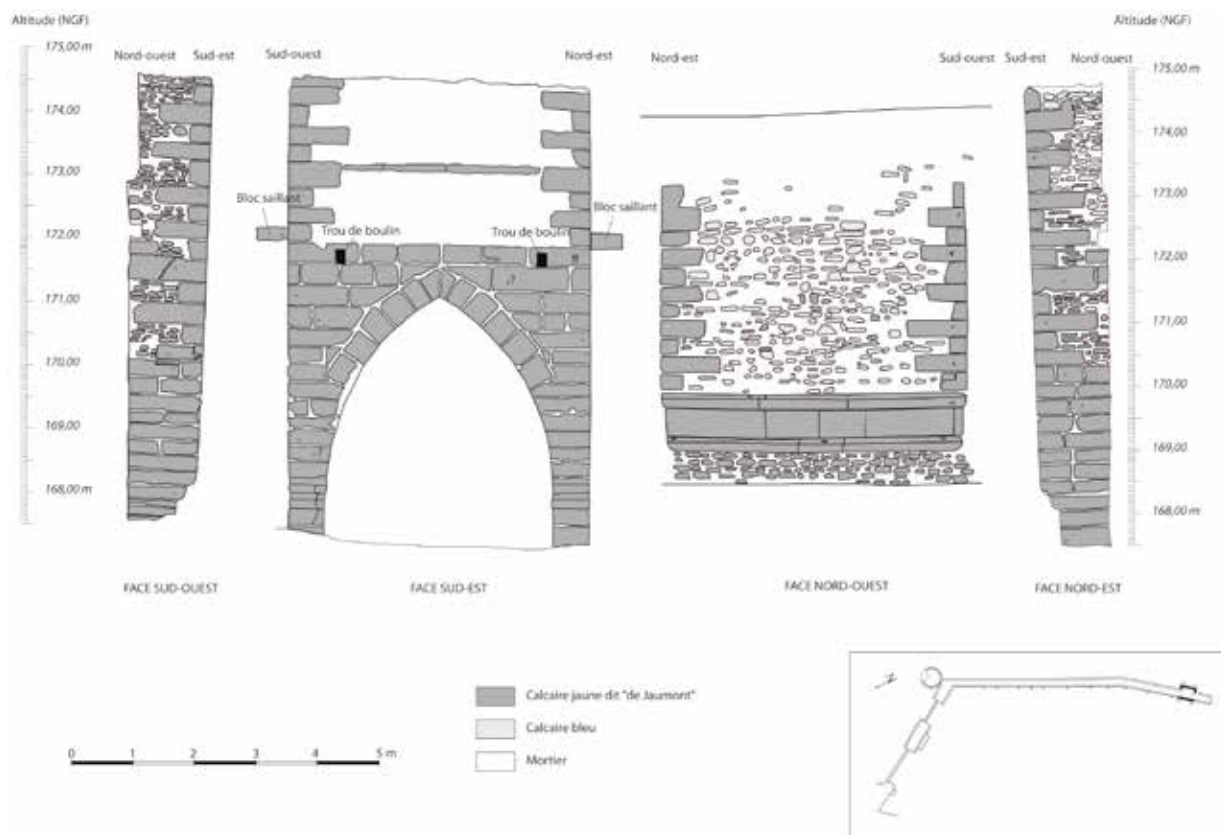 Altitude (NGF)
Altitude (NGF)
175,00 m
174,00
173,00
172,00
171,00
170,00
169,00
168,00 m
Nord-ouest
Sud-est
Sud-ouest
Nord-est
Nord-est
Sud-ouest
Sud-est
Nord ouest
175,00 m
174,00
173,00
172,00
171,00
170,00
169,00
168,00 m
Bloc saillant
Trou de boulin
Trou de boulin
Bloc saillant
FACE SUD-OUEST
FACE SUD-EST
FACE NORD-OUEST
FACE NORD-EST
Calcaire jaune dit "de Jaumont"
Calcaire bleu
Mortier
0 1 2 3 4 5 m
N